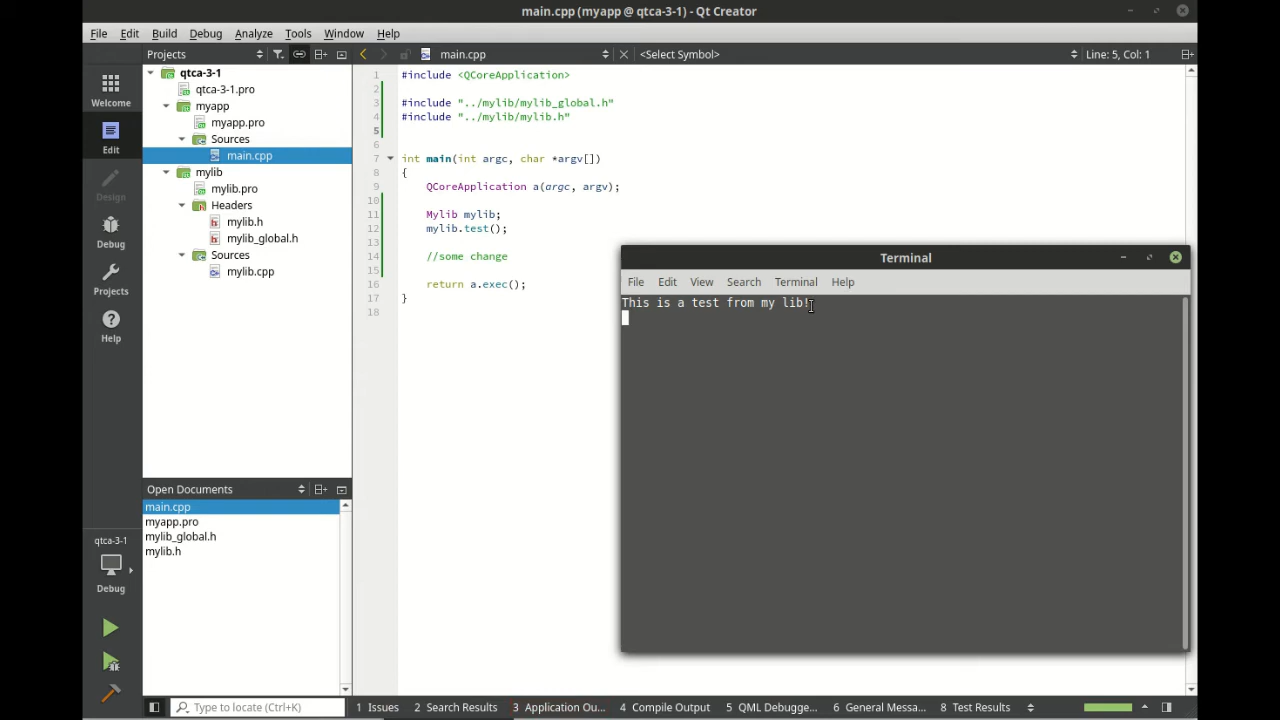 main.cpp (myapp @ qtca-3-1) - Qt Creator
File Edit Build Debug Analyze Tools Window Help
Projects main.cpp <Select Symbol> Line: 5, Col: 1
Welcome
Edit
Design
Debug
Projects
Help
qtca-3-1
qtca-3-1.pro
myapp
myapp.pro
Sources
main.cpp
mylib
mylib.pro
Headers
mylib.h
mylib_global.h
Sources
mylib.cpp
Open Documents
main.cpp
myapp.pro
mylib_global.h
mylib.h
qtca-3-1
Debug
1 #include <QCoreApplication>
2
3 #include "../mylib/mylib_global.h"
4 #include "../mylib/mylib.h"
5
6
7 int main(int argc, char *argv[])
8 {
9 QCoreApplication a(argc, argv);
10
11 Mylib mylib;
12 mylib.test();
13
14 //some change
15
16 return a.exec();
17 }
18
Terminal
File Edit View Search Terminal Help
This is a test from my lib!
Type to locate (Ctrl+K) 1 Issues 2 Search Results 3 Application Ou... 4 Compile Output 5 QML Debugge... 6 General Messa... 8 Test Results